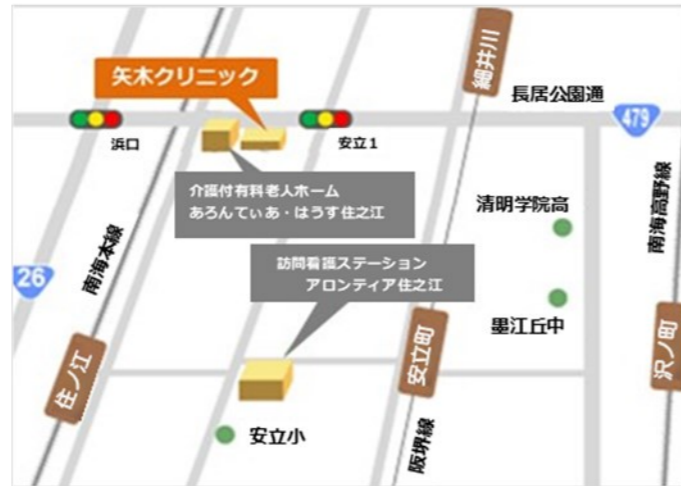 細井川
矢木クリニック
長居公園通
479
浜口
安立1
介護付有料老人ホーム
あろんてぃあ・はうす住之江
清明学院高
南海高野線
訪問看護ステーション
アロンティア住之江
南海本線
26
墨江丘中
住ノ江
安立町
沢ノ町
安立小
阪堺線